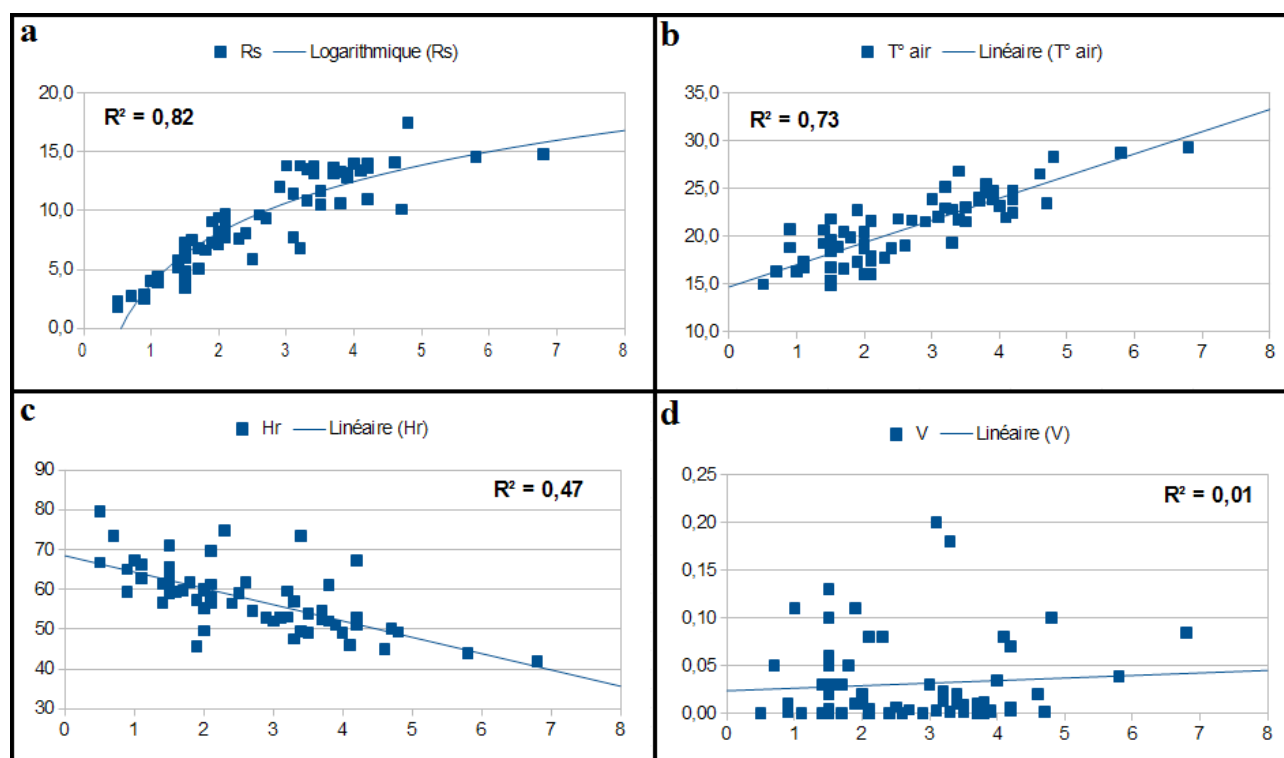 a
Rs Logarithmique (Rs)
R² = 0,82
20,0
15,0
10,0
5,0
0,0
0 1 2 3 4 5 6 7 8
b
T° air Linéaire (T° air)
R² = 0,73
35,0
30,0
25,0
20,0
15,0
10,0
0 1 2 3 4 5 6 7 8
c
Hr Linéaire (Hr)
R² = 0,47
90
80
70
60
50
40
30
0 1 2 3 4 5 6 7 8
d
V Linéaire (V)
R² = 0,01
0,25
0,20
0,15
0,10
0,05
0,00
0 1 2 3 4 5 6 7 8